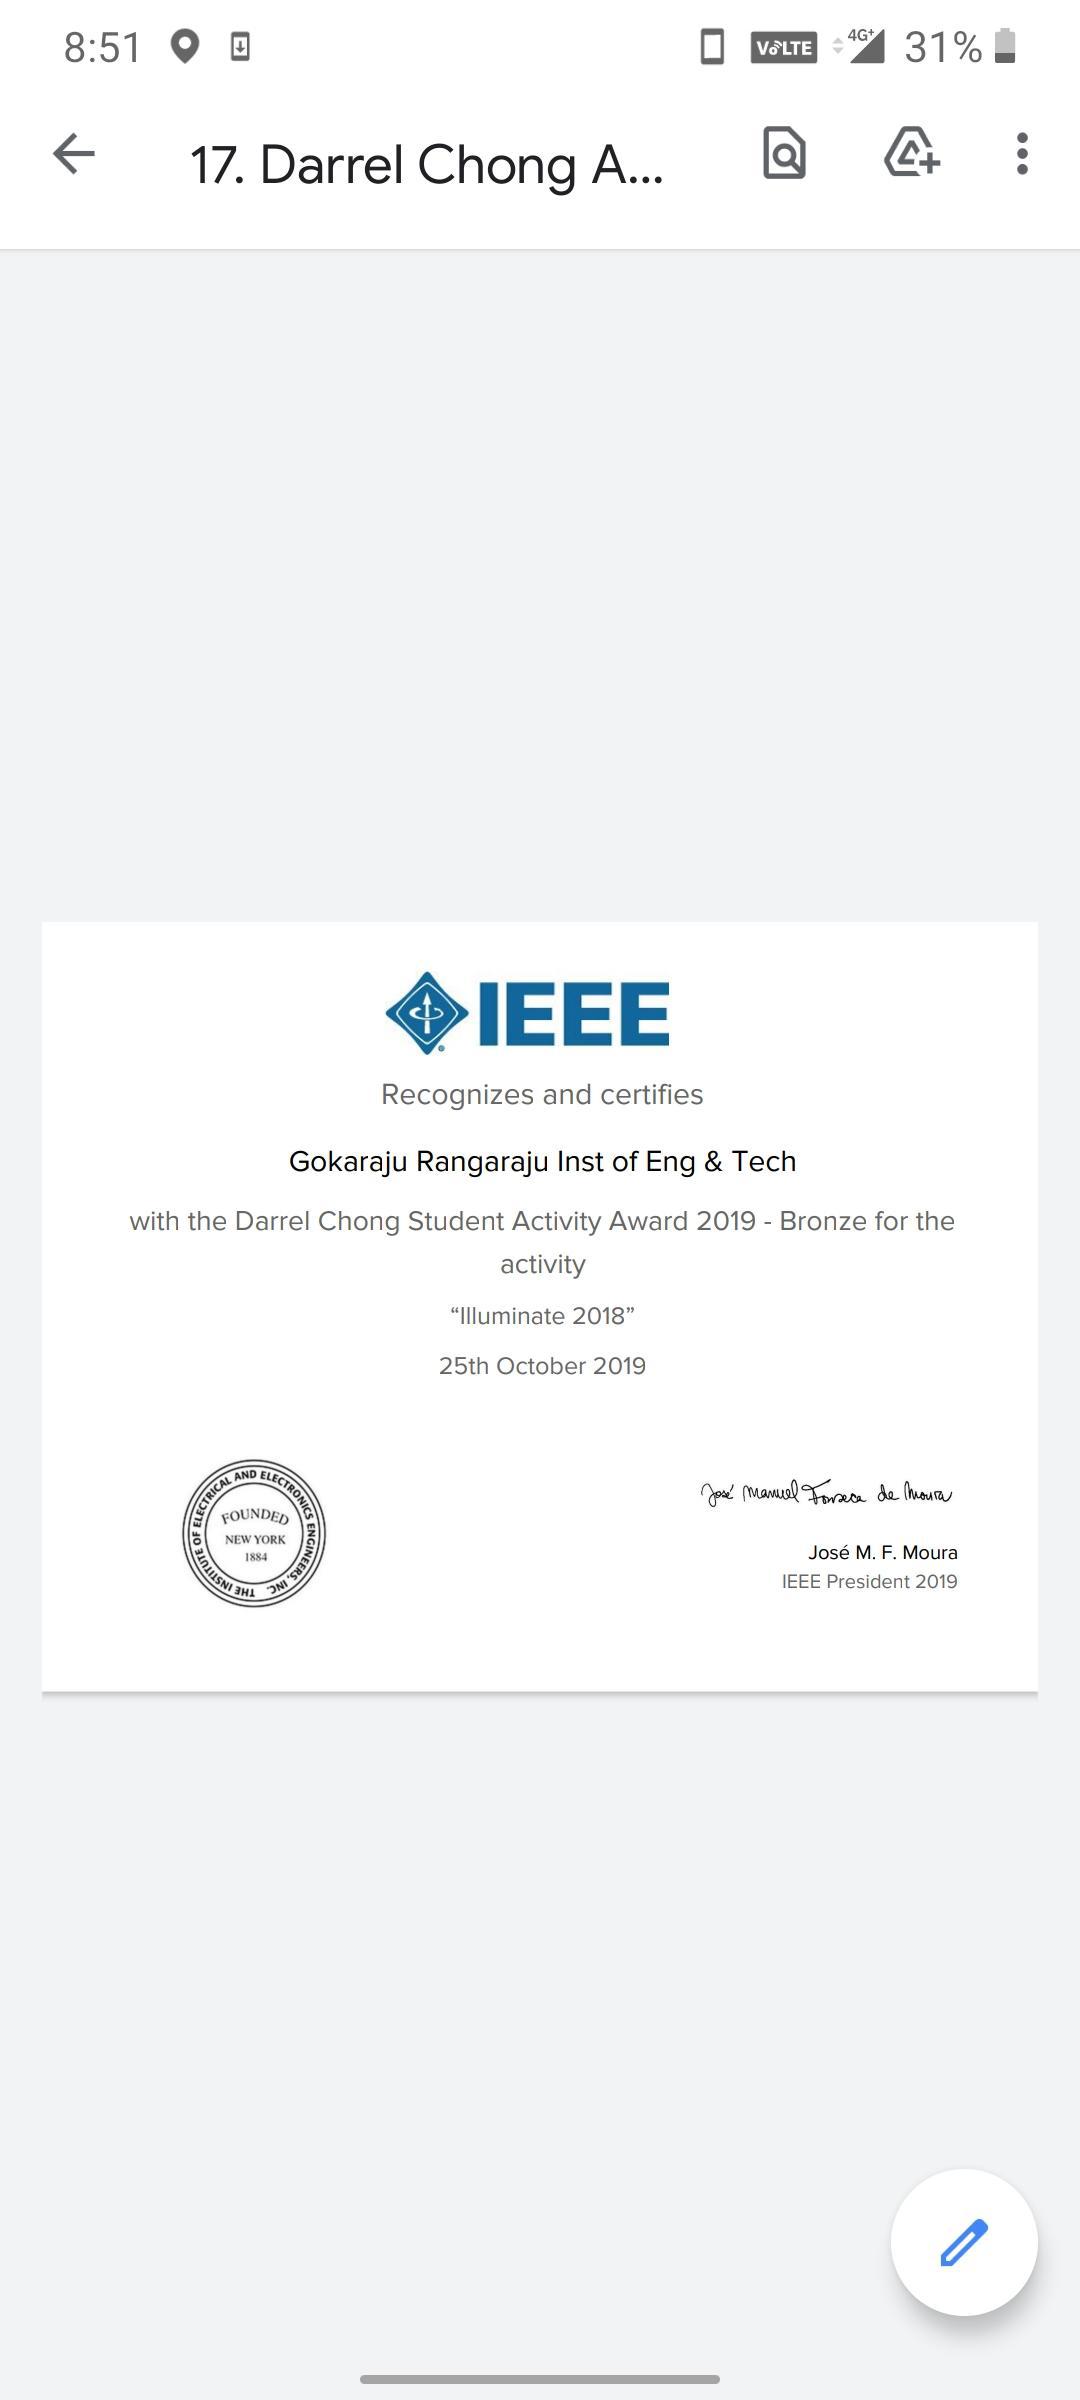 8:51
VoLTE 4G+ 31%
17. Darrel Chong A...
IEEE
Recognizes and certifies
Gokaraju Rangaraju Inst of Eng & Tech
with the Darrel Chong Student Activity Award 2019 - Bronze for the
activity
“Illuminate 2018”
25th October 2019
THE INSTITUTE OF ELECTRICAL AND ELECTRONICS ENGINEERS, INC.
FOUNDED
NEW YORK
1884
José Manuel Fonseca de Moura
José M. F. Moura
IEEE President 2019